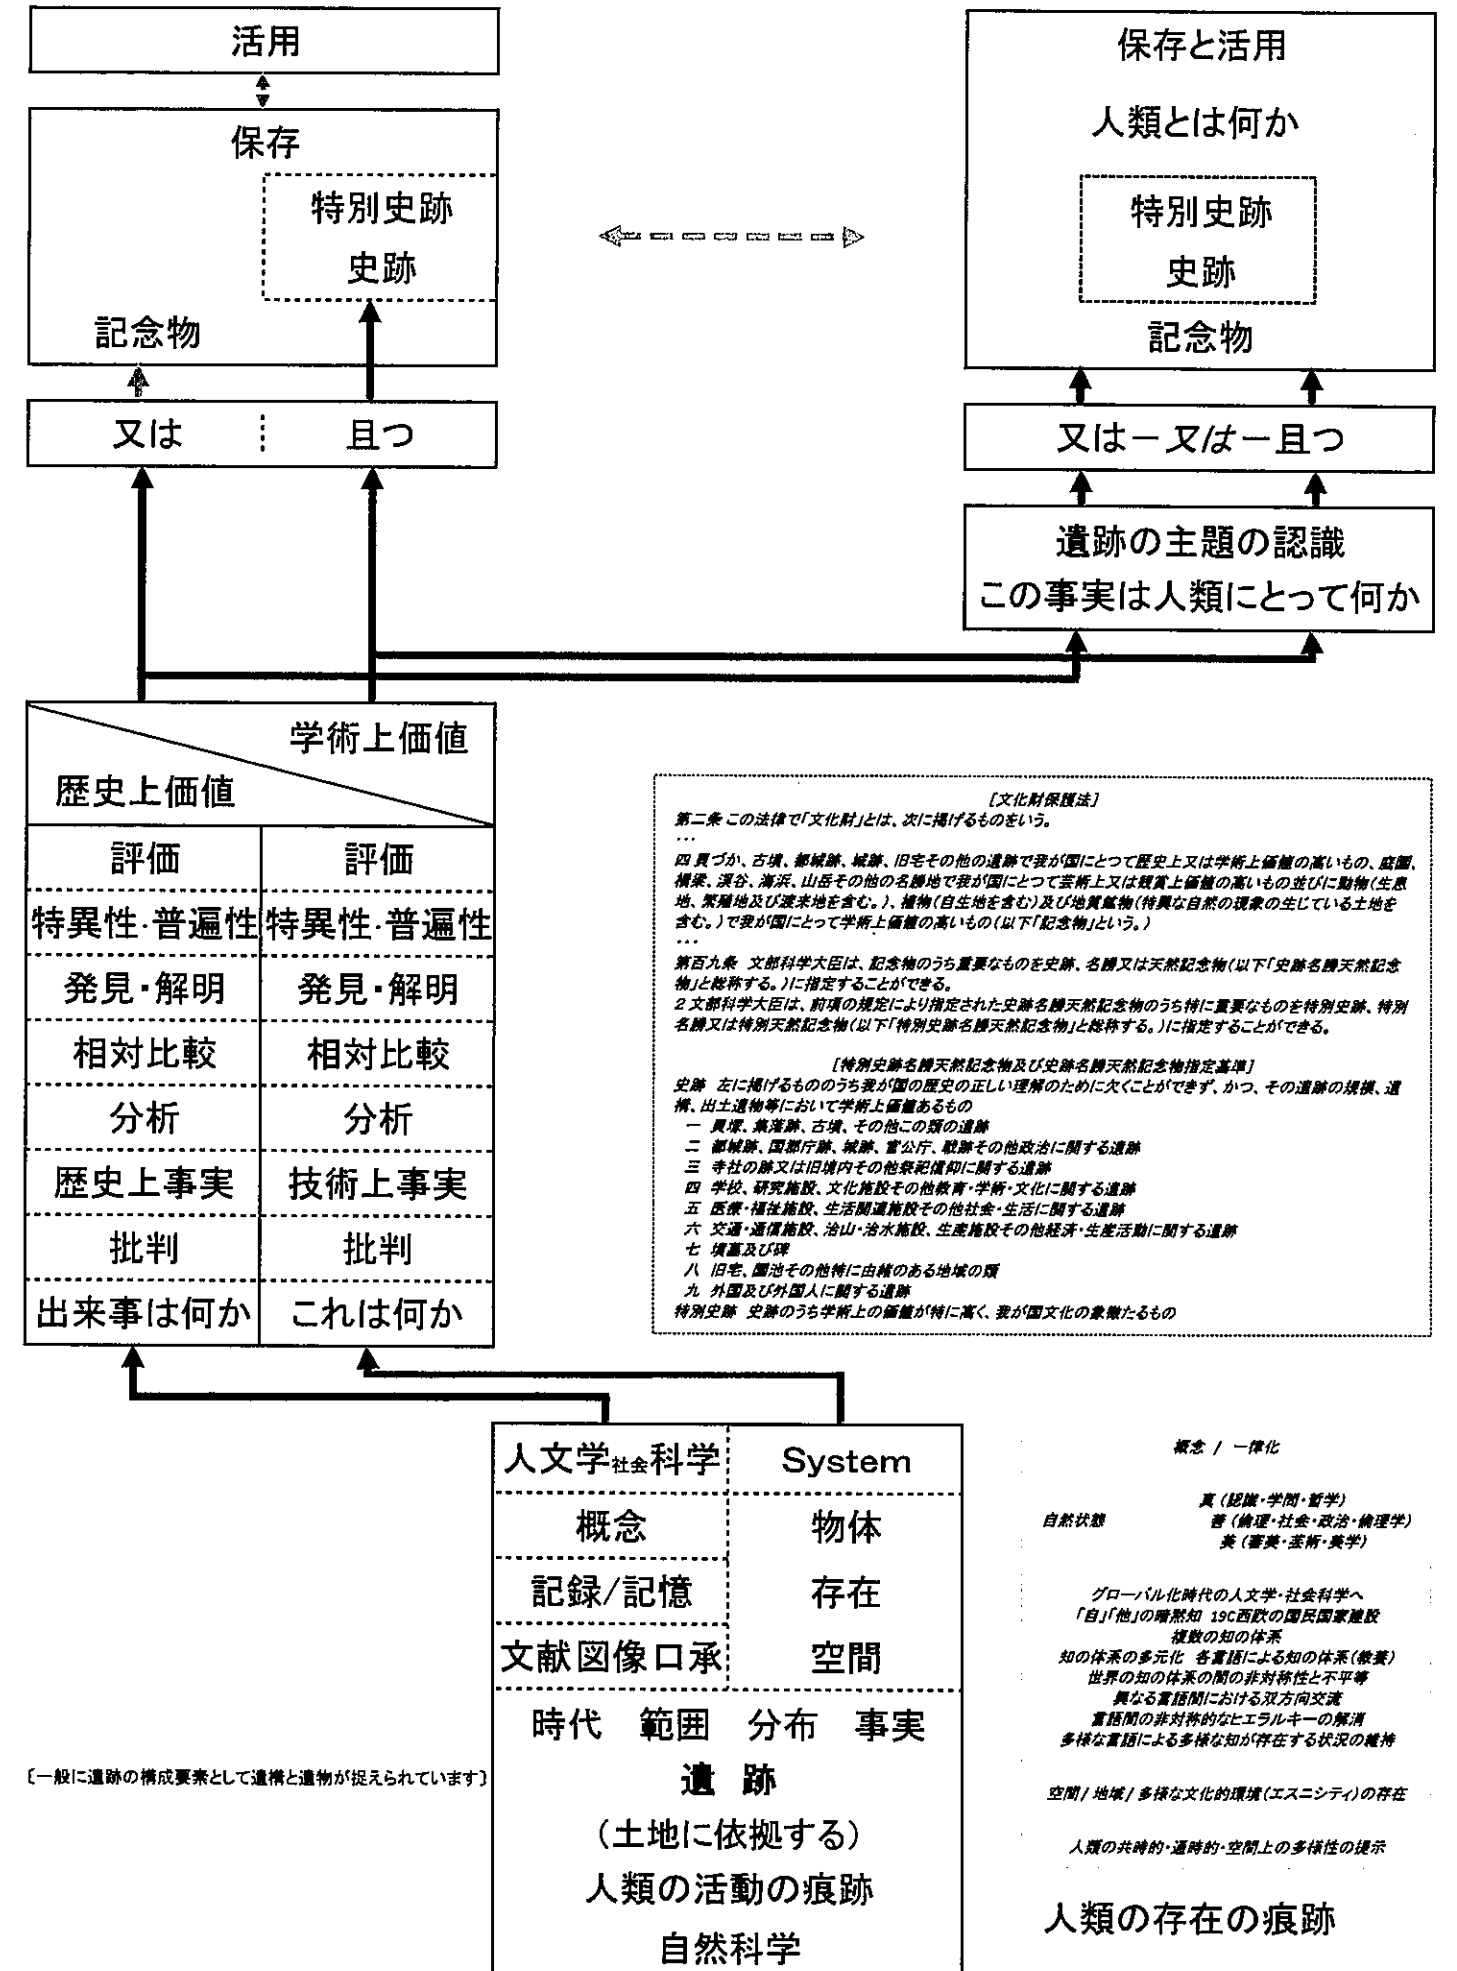 活用
保存
特別史跡
史跡
記念物
又は
且つ
保存と活用
人類とは何か
特別史跡
史跡
記念物
又は－又は－且つ
遺跡の主題の認識
この事実は人類にとって何か
学術上価値
歴史上価値
評価 評価
特異性・普遍性 特異性・普遍性
発見・解明 発見・解明
相対比較 相対比較
分析 分析
歴史上事実 技術上事実
批判 批判
出来事は何か これは何か
[文化財保護法]
第二条 この法律で「文化財」とは、次に掲げるものをいう。
…
四 貝づか、古墳、都城跡、城跡、旧宅その他の遺跡で我が国にとつて歴史上又は学術上価値の高いもの、庭園、
橋梁、渓谷、海浜、山岳その他の名勝地で我が国にとつて芸術上又は観賞上価値の高いもの並びに動物(生息
地、繁殖地及び渡来地を含む。)、植物(自生地を含む)及び地質鉱物(特異な自然の現象の生じている土地を
含む。)で我が国にとって学術上価値の高いもの(以下「記念物」という。)
…
第百九条 文部科学大臣は、記念物のうち重要なものを史跡、名勝又は天然記念物(以下「史跡名勝天然記念
物」と総称する。)に指定することができる。
2 文部科学大臣は、前項の規定により指定された史跡名勝天然記念物のうち特に重要なものを特別史跡、特別
名勝又は特別天然記念物(以下「特別史跡名勝天然記念物」と総称する。)に指定することができる。
[特別史跡名勝天然記念物及び史跡名勝天然記念物指定基準]
史跡 左に掲げるもののうち我が国の歴史の正しい理解のために欠くことができず、かつ、その遺跡の規模、遺
構、出土遺物等において学術上価値あるもの
一 貝塚、集落跡、古墳、その他この類の遺跡
二 都城跡、国郡庁跡、城跡、官公庁、戦跡その他政治に関する遺跡
三 寺社の跡又は旧境内その他祭祀信仰に関する遺跡
四 学校、研究施設、文化施設その他教育・学術・文化に関する遺跡
五 医療・福祉施設、生活関連施設その他社会・生活に関する遺跡
六 交通・通信施設、治山・治水施設、生産施設その他経済・生産活動に関する遺跡
七 墳墓及び碑
八 旧宅、園池その他特に由緒のある地域の類
九 外国及び外国人に関する遺跡
特別史跡 史跡のうち学術上の価値が特に高く、我が国文化の象徴たるもの
人文学社会科学 System
概念 物体
記録/記憶 存在
文献図像口承 空間
時代 範囲 分布 事実
遺 跡
(土地に依拠する)
人類の活動の痕跡
自然科学
〔一般に遺跡の構成要素として遺構と遺物が捉えられています〕
概念 / 一律化
真(認識・学問・哲学)
自然状態 善(倫理・社会・政治・倫理学)
美(審美・芸術・美学)
グローバル化時代の人文学・社会科学へ
「自」「他」の暗黙知 19C西欧の国民国家建設
複数の知の体系
知の体系の多元化 各言語による知の体系(教養)
世界の知の体系の間の非対称性と不平等
異なる言語間における双方向交流
言語間の非対称的なヒエラルキーの解消
多様な言語による多様な知が存在する状況の維持
空間 / 地域 / 多様な文化的環境(エスニシティ)の存在
人類の共時的・通時的・空間上の多様性の提示
人類の存在の痕跡